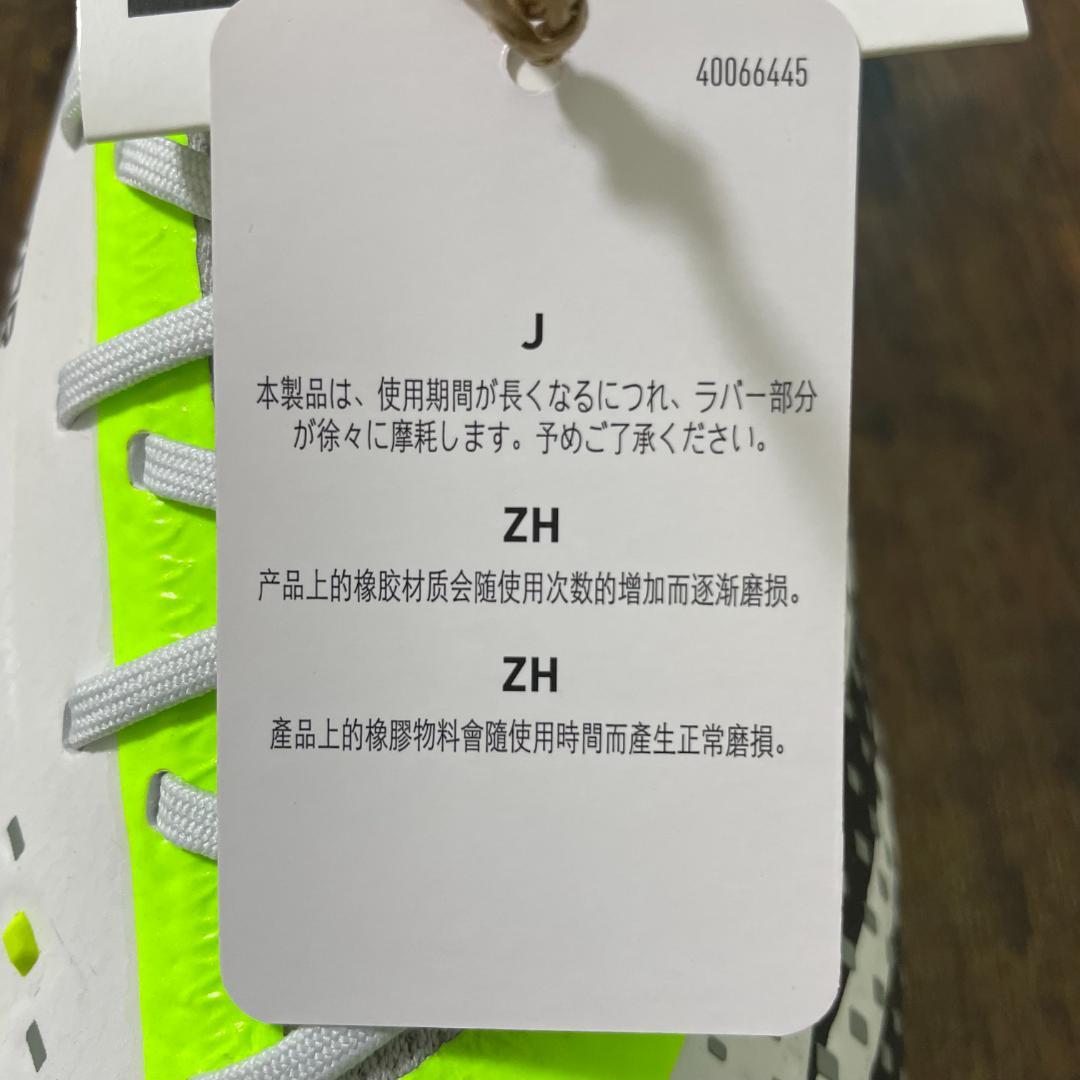 40066445
J
本製品は、使用期間が長くなるにつれ、ラバー部分
が徐々に摩耗します。予めご了承ください。
ZH
产品上的橡胶材质会随使用次数的增加而逐渐磨损。
ZH
產品上的橡膠物料會隨使用時間而產生正常磨損。